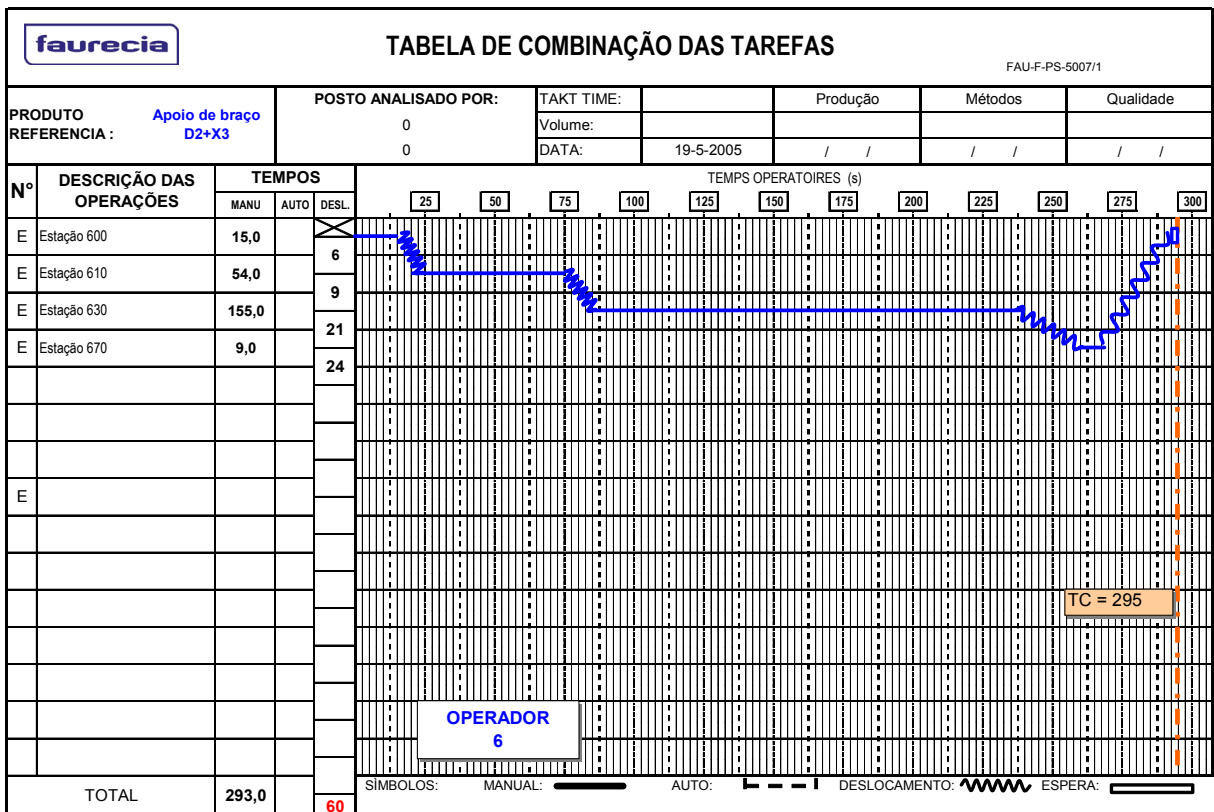 faurecia
TABELA DE COMBINAÇÃO DAS TAREFAS
FAU-F-PS-5007/1
PRODUTO Apoio de braço
REFERENCIA : D2+X3
POSTO ANALISADO POR:
0
0
TAKT TIME: Produção Métodos Qualidade
Volume:
DATA: 19-5-2005 / / / / / /
N° DESCRIÇÃO DAS OPERAÇÕES TEMPOS TEMPS OPERATOIRES (s)
MANU AUTO DESL. 25 50 75 100 125 150 175 200 225 250 275 300
E Estação 600 15,0
6
E Estação 610 54,0
9
E Estação 630 155,0
21
E Estação 670 9,0
24
E
TC = 295
OPERADOR
6
TOTAL 293,0 60
SÌMBOLOS: MANUAL: AUTO: DESLOCAMENTO: ESPERA: